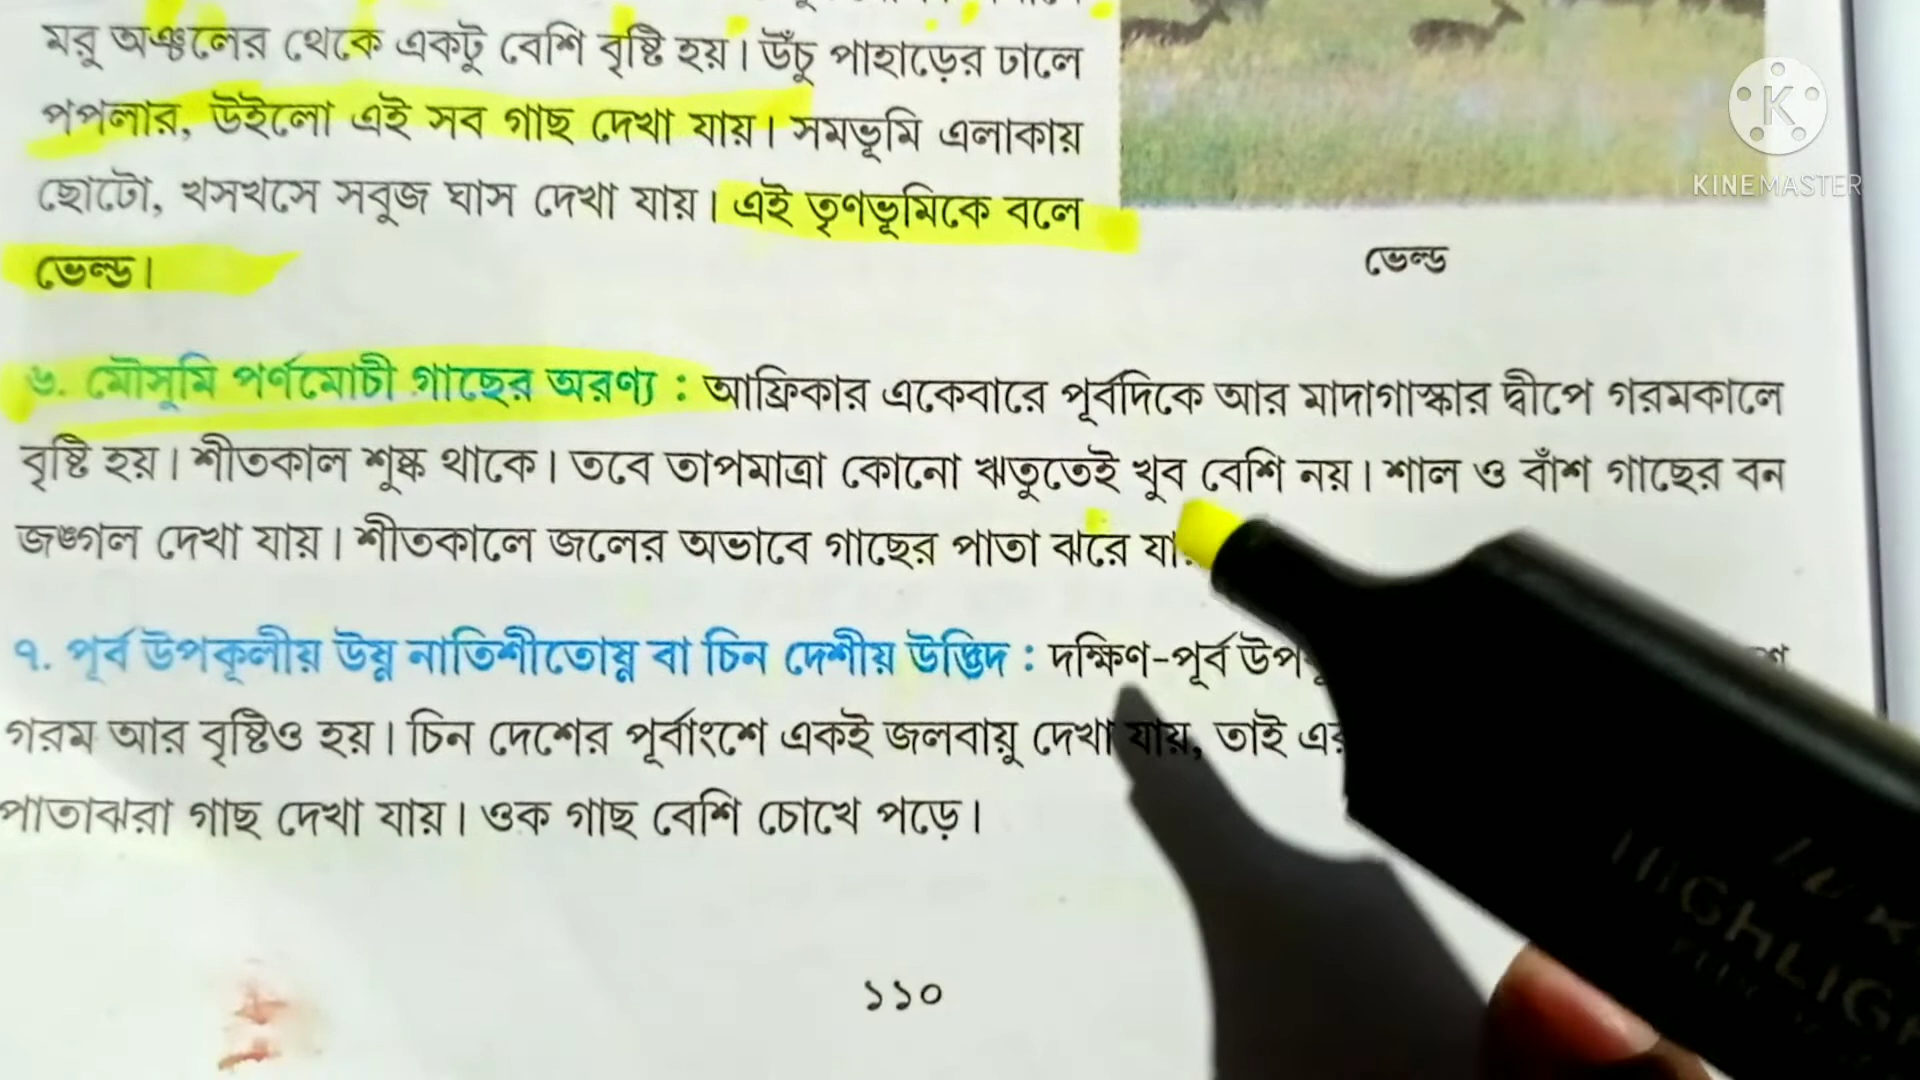 মরু অঞ্চলের থেকে একটু বেশি বৃষ্টি হয়। উঁচু পাহাড়ের ঢালে
পপলার, উইলো এই সব গাছ দেখা যায়। সমভূমি এলাকায়
ছোটো, খসখসে সবুজ ঘাস দেখা যায়। এই তৃণভূমিকে বলে
ভেল্ড।
ভেল্ড
৬. মৌসুমি পর্ণমোচী গাছের অরণ্য : আফ্রিকার একেবারে পূর্বদিকে আর মাদাগাস্কার দ্বীপে গরমকালে
বৃষ্টি হয়। শীতকাল শুষ্ক থাকে। তবে তাপমাত্রা কোনো ঋতুতেই খুব বেশি নয়। শাল ও বাঁশ গাছের বন
জঙ্গল দেখা যায়। শীতকালে জলের অভাবে গাছের পাতা ঝরে
৭. পূর্ব উপকূলীয় উষ্ণ নাতিশীতোষ্ণ বা চিন দেশীয় উদ্ভিদ : দক্ষিণ-পূর্ব
গরম আর বৃষ্টিও হয়। চিন দেশের পূর্বাংশে একই জলবায়ু দেখা যায়, তাই
পাতাঝরা গাছ দেখা যায়। ওক গাছ বেশি চোখে পড়ে।
১১০
K
KINEMASTER